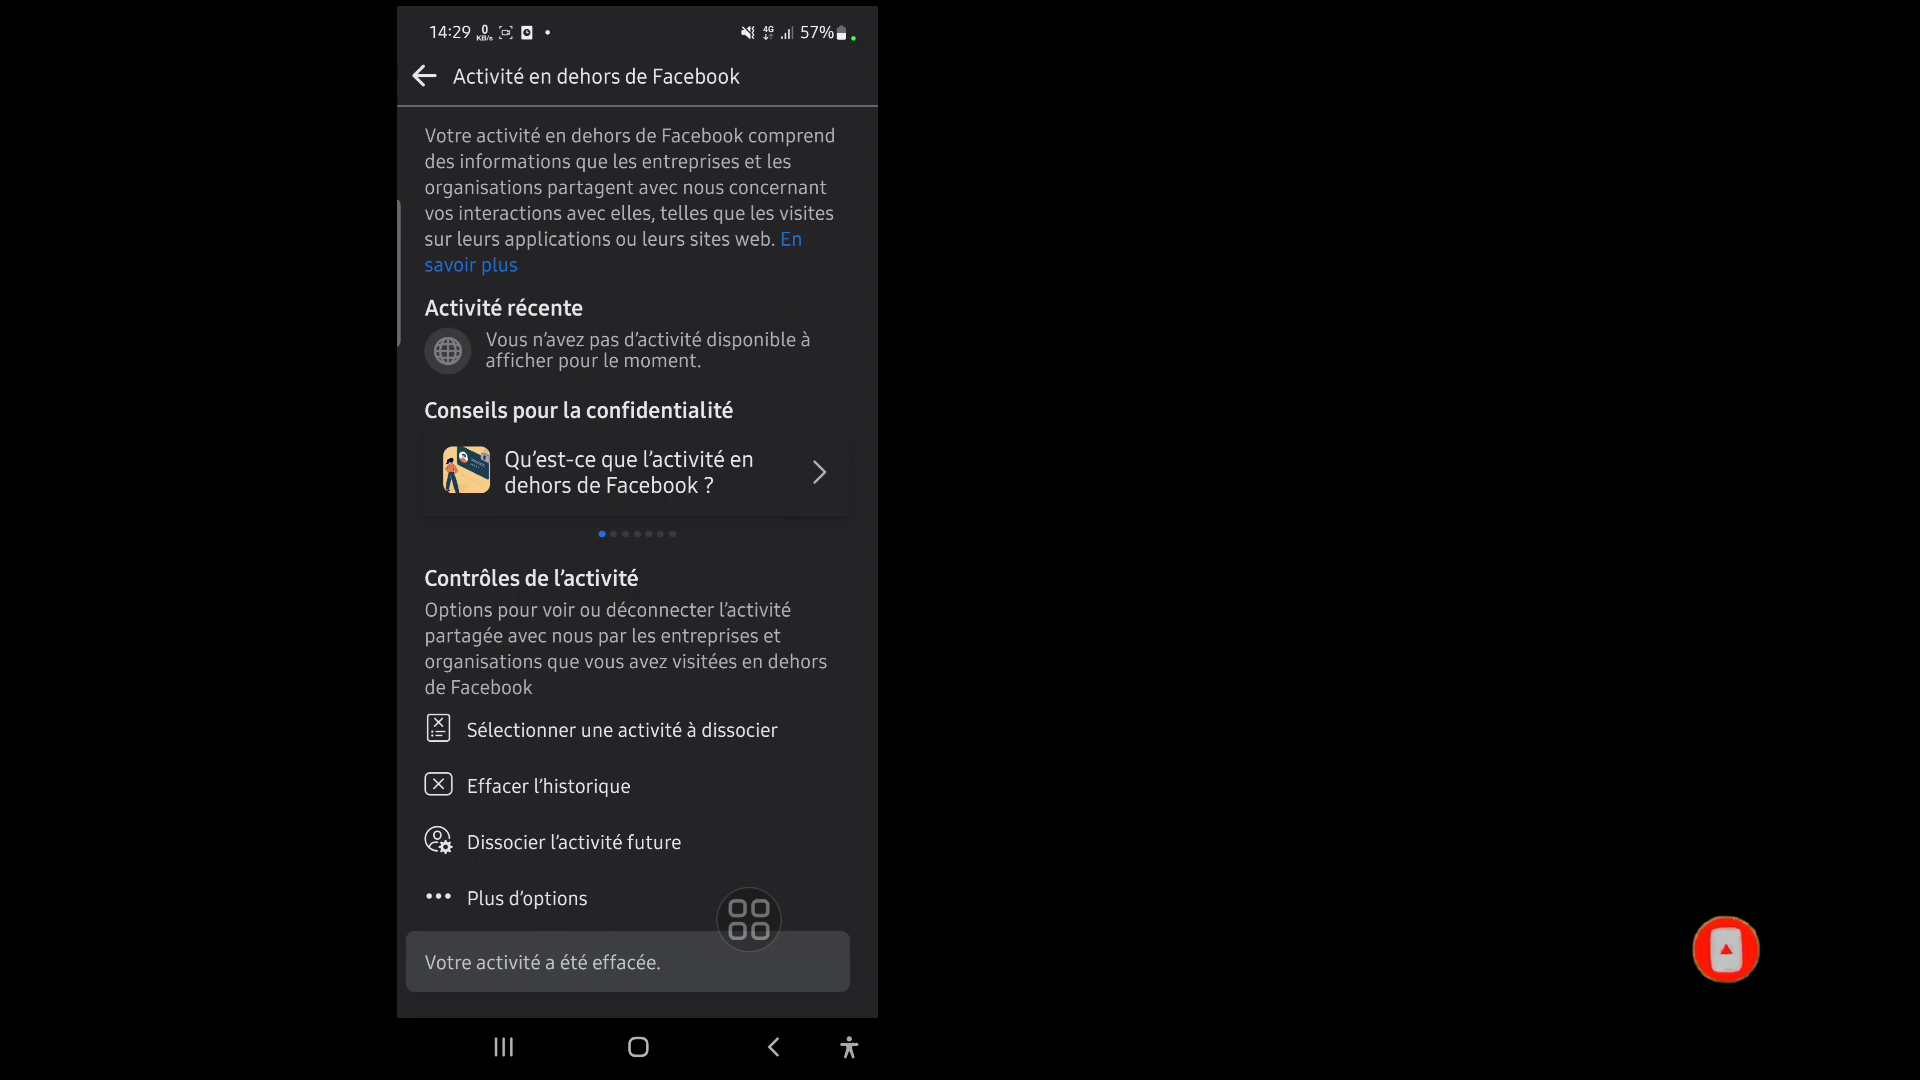 14:29 0 KB/s 4G 57%
Activité en dehors de Facebook
Votre activité en dehors de Facebook comprend
des informations que les entreprises et les
organisations partagent avec nous concernant
vos interactions avec elles, telles que les visites
sur leurs applications ou leurs sites web. En
savoir plus
Activité récente
Vous n’avez pas d’activité disponible à
afficher pour le moment.
Conseils pour la confidentialité
Qu’est-ce que l’activité en
dehors de Facebook ?
Contrôles de l’activité
Options pour voir ou déconnecter l’activité
partagée avec nous par les entreprises et
organisations que vous avez visitées en dehors
de Facebook
Sélectionner une activité à dissocier
Effacer l’historique
Dissocier l’activité future
Plus d’options
Votre activité a été effacée.